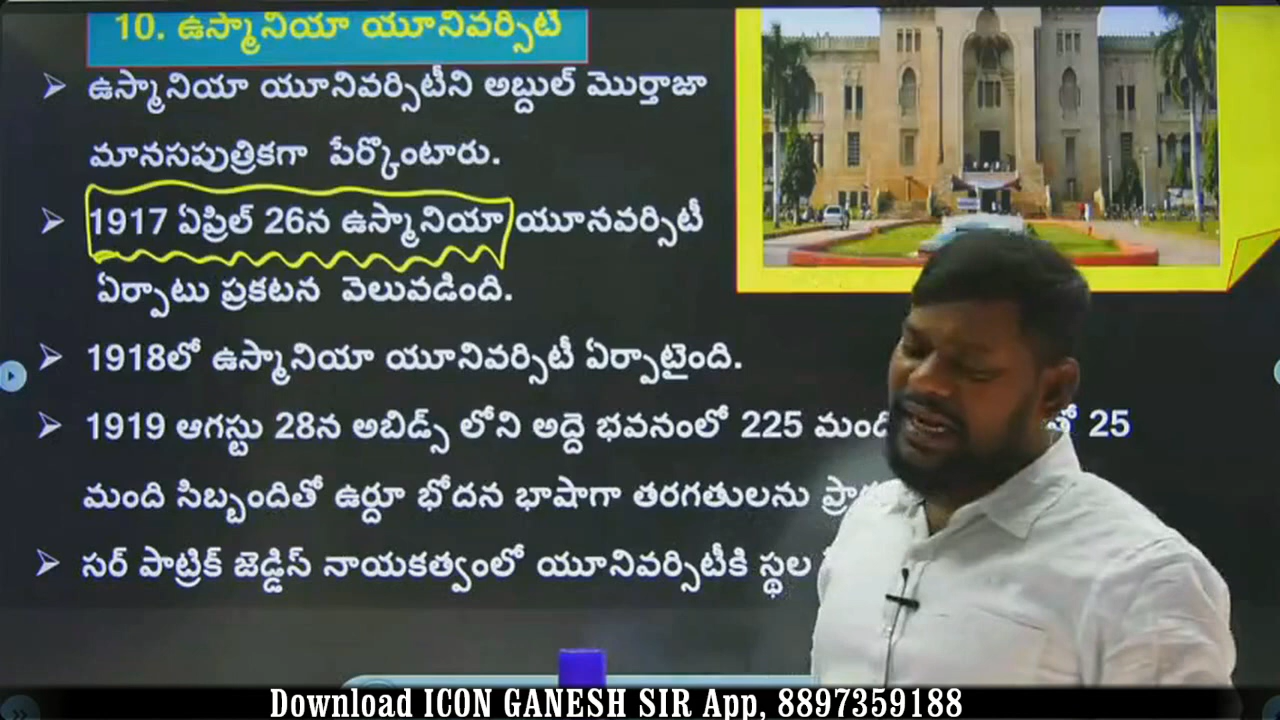 10. ఉస్మానియా యూనివర్సిటీ
➢ ఉస్మానియా యూనివర్సిటీని అబ్దుల్ మొర్తాజా
మానసపుత్రికగా పేర్కొంటారు.
➢ 1917 ఏప్రిల్ 26న ఉస్మానియా యూనవర్సిటీ
ఏర్పాటు ప్రకటన వెలువడింది.
➢ 1918లో ఉస్మానియా యూనివర్సిటీ ఏర్పాటైంది.
➢ 1919 ఆగస్టు 28న అబిడ్స్ లోని అద్దె భవనంలో 225 25
మంది సిబ్బందితో ఉర్దూ భోదన భాషాగా తరగతులను
➢ సర్ పాట్రిక్ జెడ్డిస్ నాయకత్వంలో యూనివర్సిటీకి స్థల
Download ICON GANESH SIR App, 8897359188